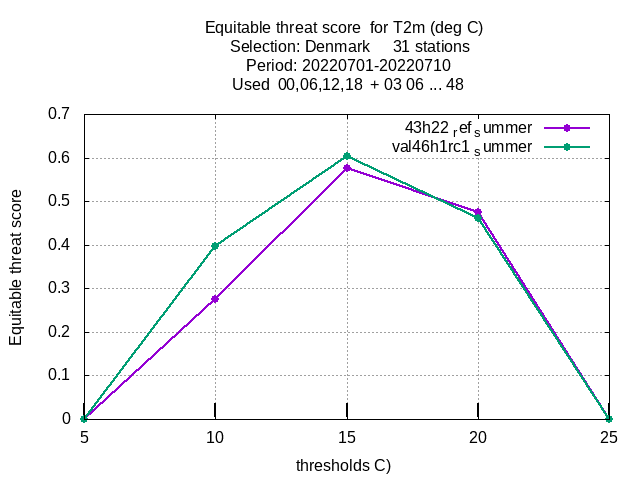 Equitable threat score  for T2m (deg C)
Selection: Denmark     31 stations
Period: 20220701-20220710
Used  00,06,12,18  + 03 06 ... 48
43h22_ref_summer
val46h1rc1_summer
Equitable threat score
0.7
0.6
0.5
0.4
0.3
0.2
0.1
0
5 10 15 20 25
thresholds C)